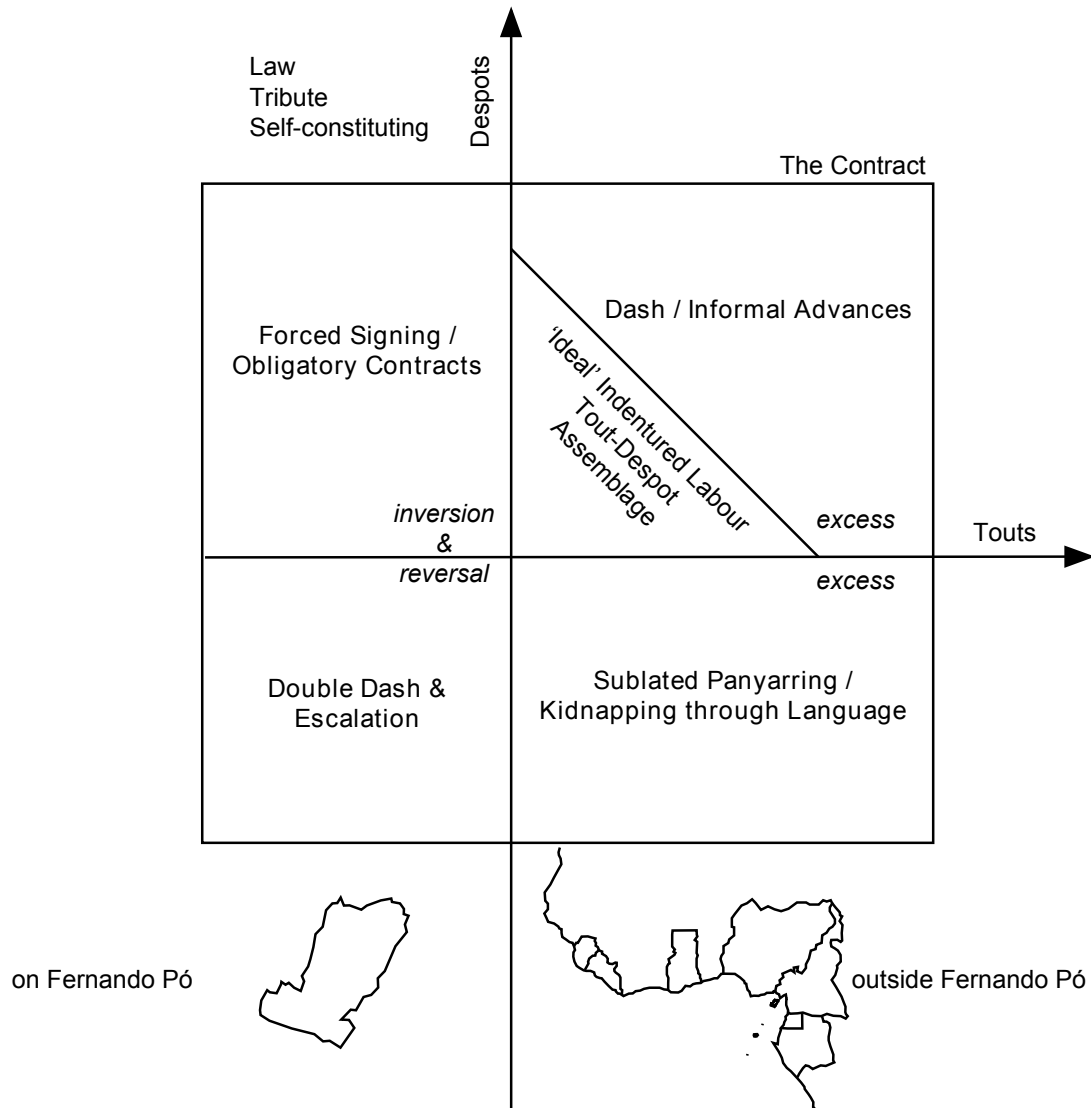 Law
Tribute
Self-constituting
Despots
The Contract
Forced Signing /
Obligatory Contracts
Dash / Informal Advances
‘Ideal’ Indentured Labour
Tout-Despot
Assemblage
inversion
&
reversal
excess
excess
Touts
Double Dash &
Escalation
Sublated Panyarring /
Kidnapping through Language
on Fernando Pó
outside Fernando Pó